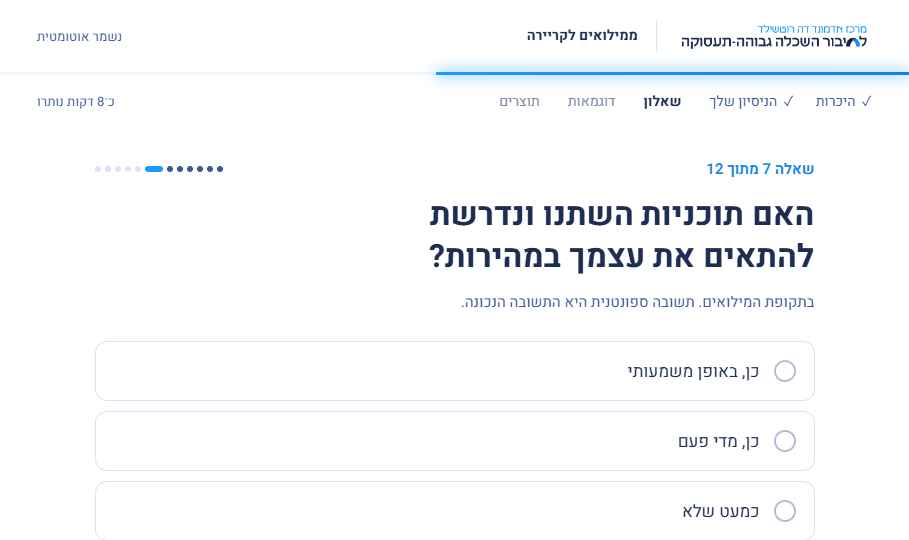 מרכז אדמונד דה רוטשילד
לחיבור השכלה גבוהה-תעסוקה
ממילואים לקריירה
נשמר אוטומטית
✓ היכרות
✓ הניסיון שלך
שאלון
דוגמאות
תוצרים
כ־8 דקות נותרו
שאלה 7 מתוך 12
האם תוכניות השתנו ונדרשת
להתאים את עצמך במהירות?
בתקופת המילואים. תשובה ספונטנית היא התשובה הנכונה.
כן, באופן משמעותי
כן, מדי פעם
כמעט שלא